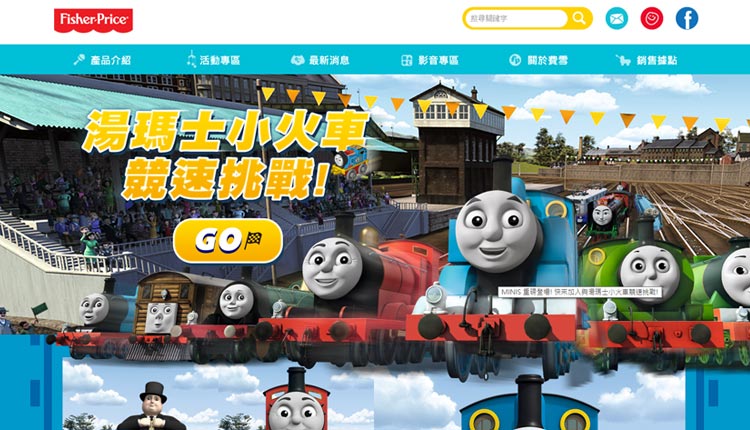 Fisher-Price
搜尋關鍵字
產品介紹
活動專區
最新消息
影音專區
關於費雪
銷售據點
湯瑪士小火車
競速挑戰!
GO
MINIS 重磅登場! 快來加入與湯瑪士小火車競速挑戰!